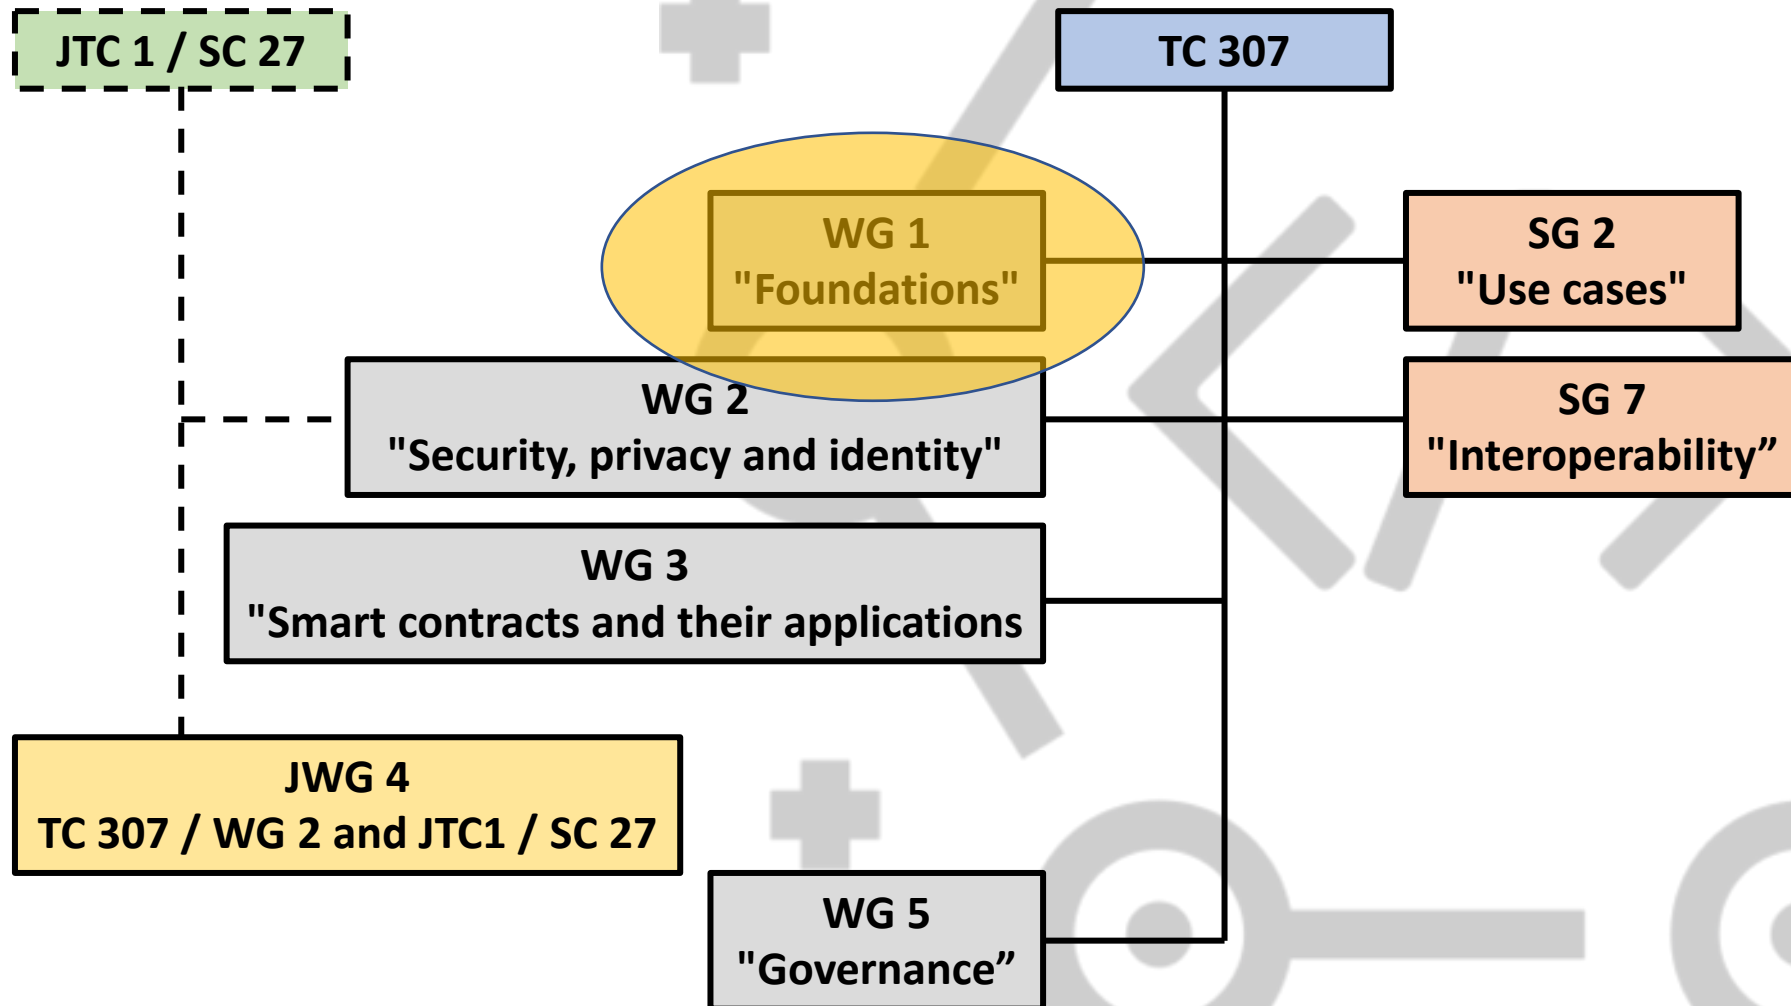 JTC 1 / SC 27
TC 307
WG 1
"Foundations"
SG 2
"Use cases"
WG 2
"Security, privacy and identity"
SG 7
"Interoperability”
WG 3
"Smart contracts and their applications
JWG 4
TC 307 / WG 2 and JTC1 / SC 27
WG 5
"Governance”